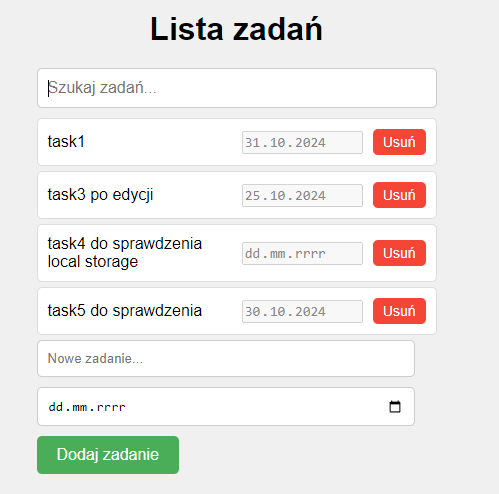 Lista zadań
Szukaj zadań...
task1 31.10.2024 Usuń
task3 po edycji 25.10.2024 Usuń
task4 do sprawdzenia
local storage dd.mm.rrrr Usuń
task5 do sprawdzenia 30.10.2024 Usuń
Nowe zadanie...
dd.mm.rrrr
Dodaj zadanie